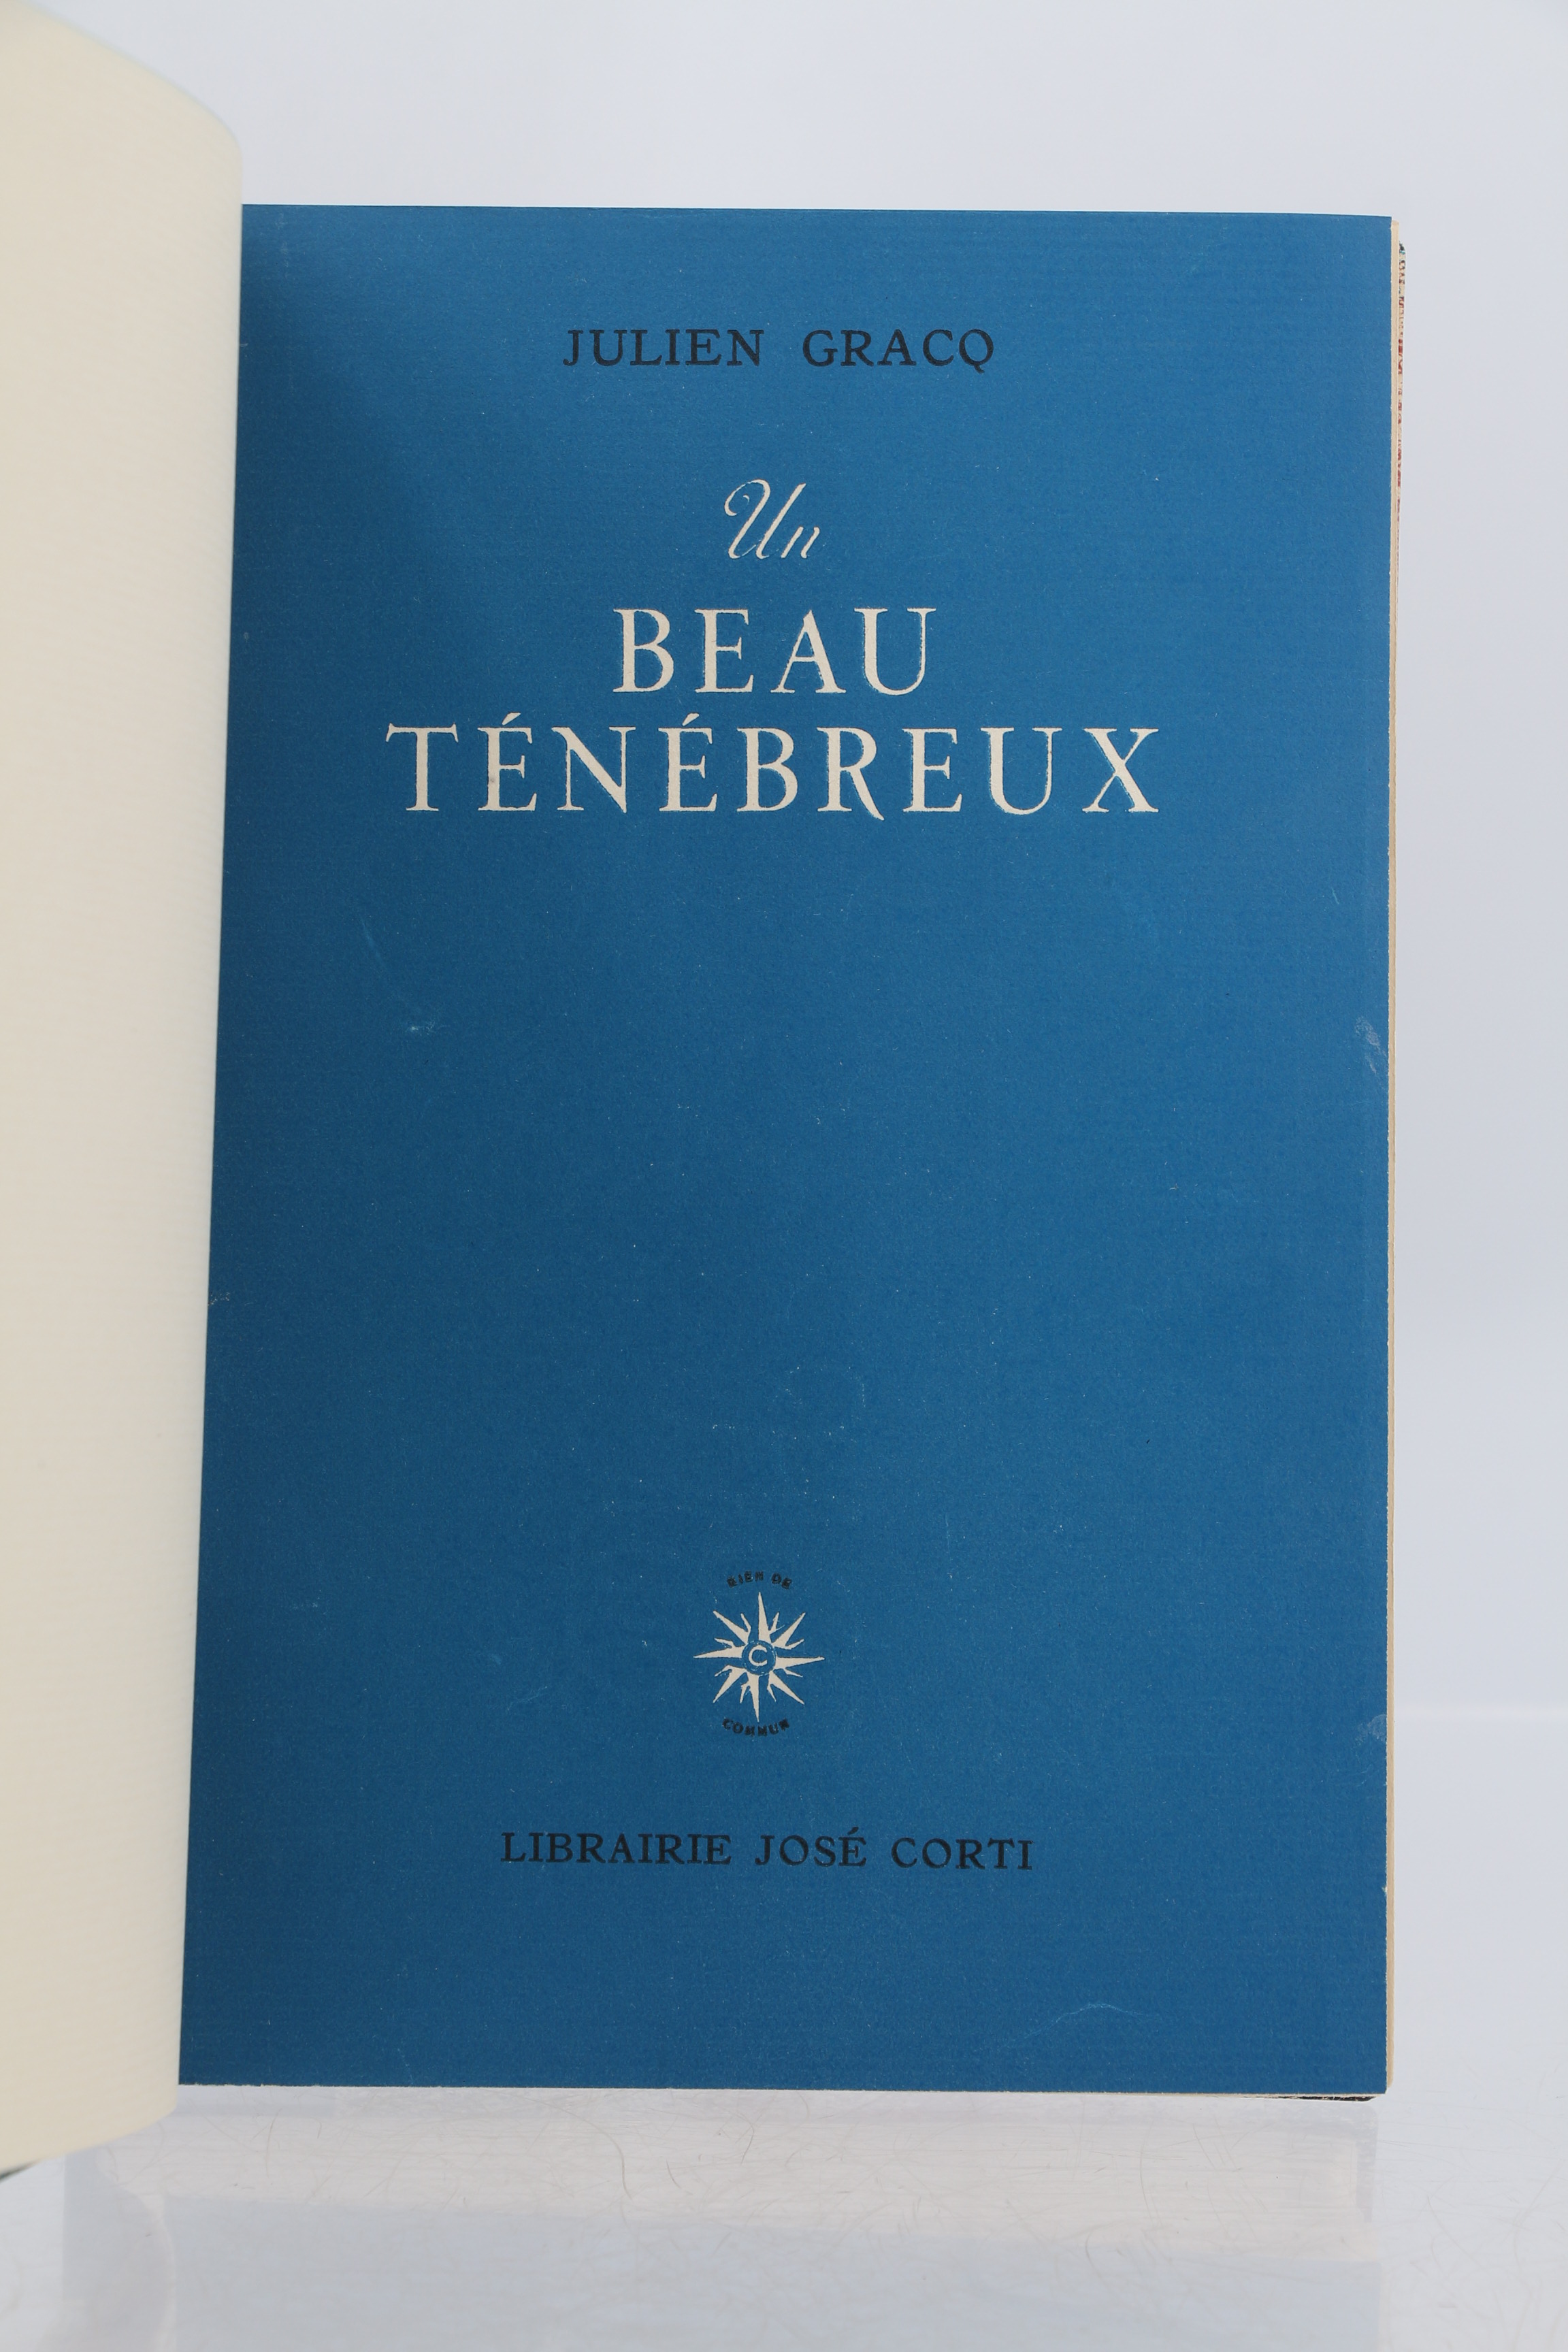 JULIEN GRACQ
Un
BEAU
TÉNÉBREUX
RIEN DE
C
COMMUN
LIBRAIRIE JOSÉ CORTI